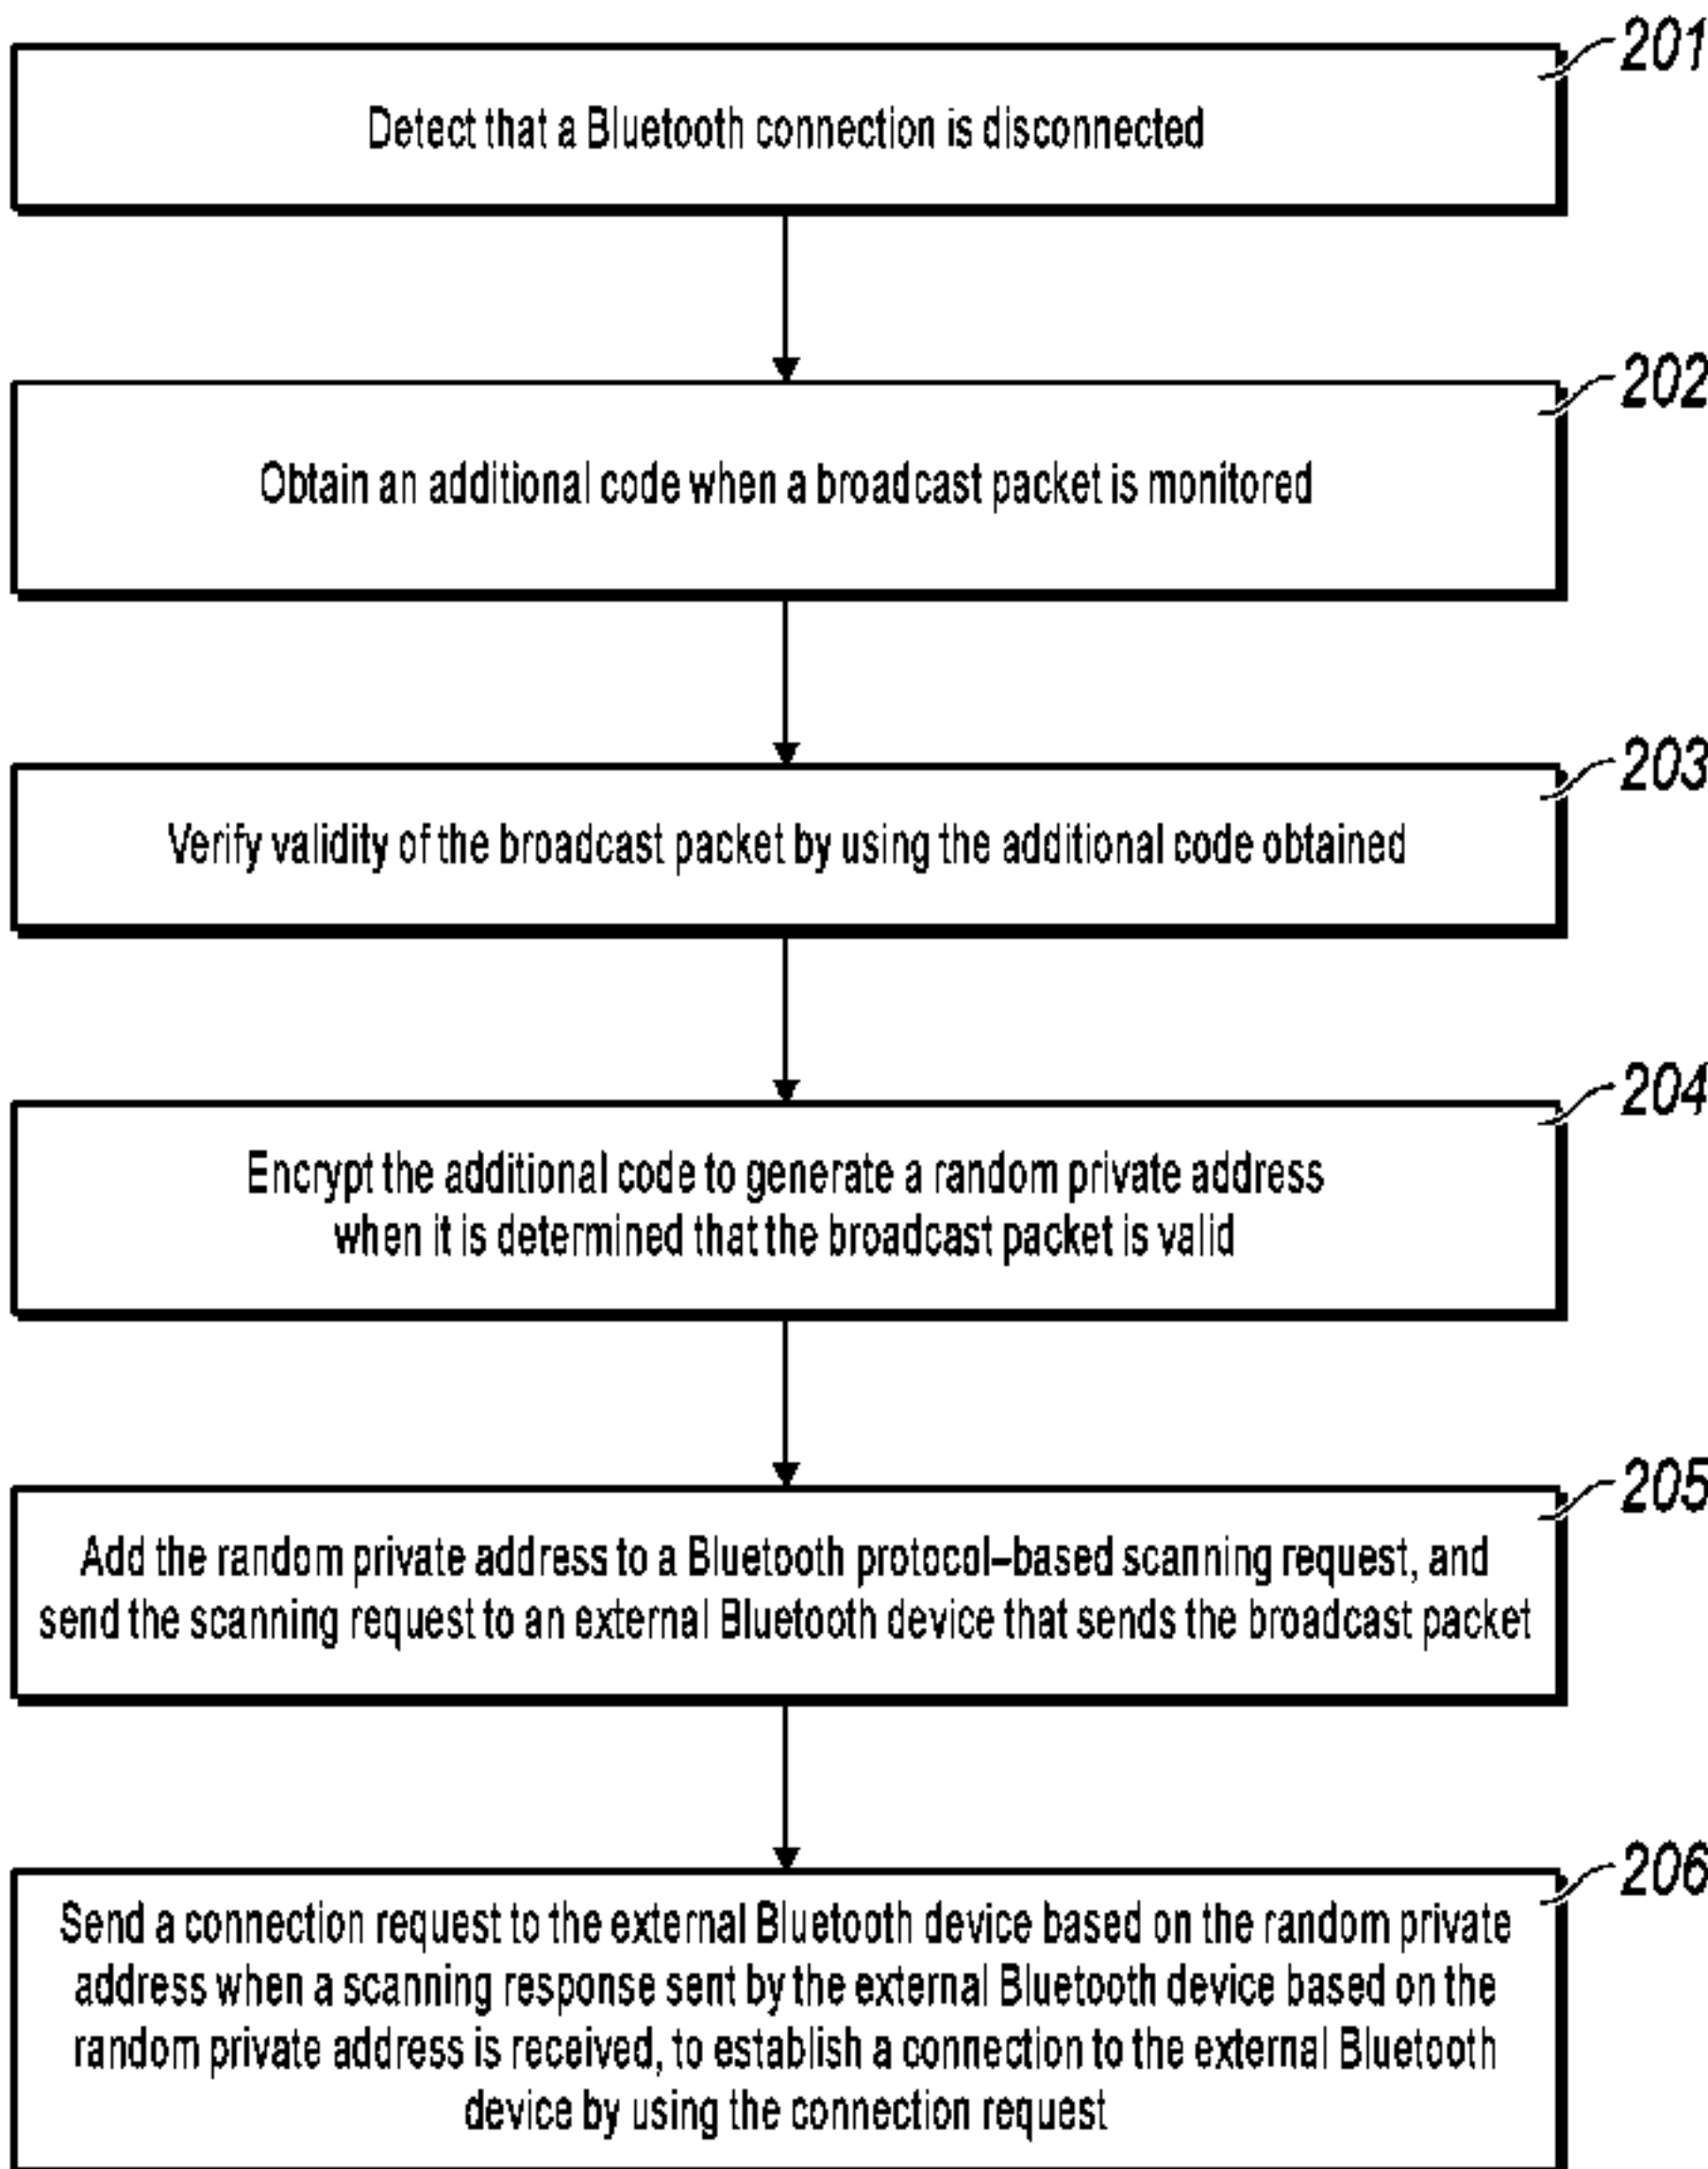 201
Detect that a Bluetooth connection is disconnected
202
Obtain an additional code when a broadcast packet is monitored
203
Verify validity of the broadcast packet by using the additional code obtained
204
Encrypt the additional code to generate a random private address
when it is determined that the broadcast packet is valid
205
Add the random private address to a Bluetooth protocol–based scanning request, and
send the scanning request to an external Bluetooth device that sends the broadcast packet
206
Send a connection request to the external Bluetooth device based on the random private
address when a scanning response sent by the external Bluetooth device based on the
random private address is received, to establish a connection to the external Bluetooth
device by using the connection request